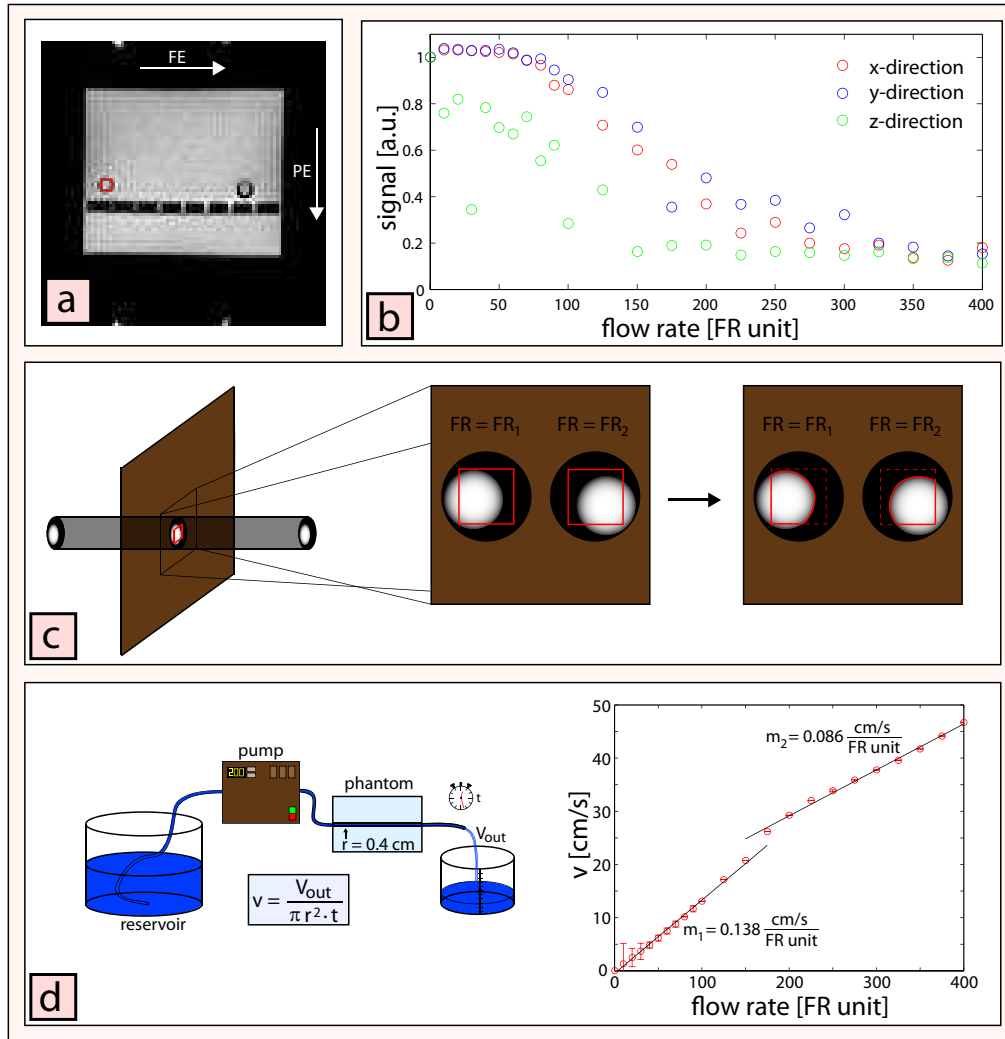 FE
PE
a
signal [a.u.]
1
0.8
0.6
0.4
0.2
0
0 50 100 150 200 250 300 350 400
flow rate [FR unit]
x-direction
y-direction
z-direction
b
FR = FR1 FR = FR2
FR = FR1 FR = FR2
c
pump
200
phantom
r = 0.4 cm
t
Vout
reservoir
v = Vout / π r²· t
v [cm/s]
50
40
30
20
10
0
0 100 200 300 400
flow rate [FR unit]
m2 = 0.086 cm/s / FR unit
m1 = 0.138 cm/s / FR unit
d